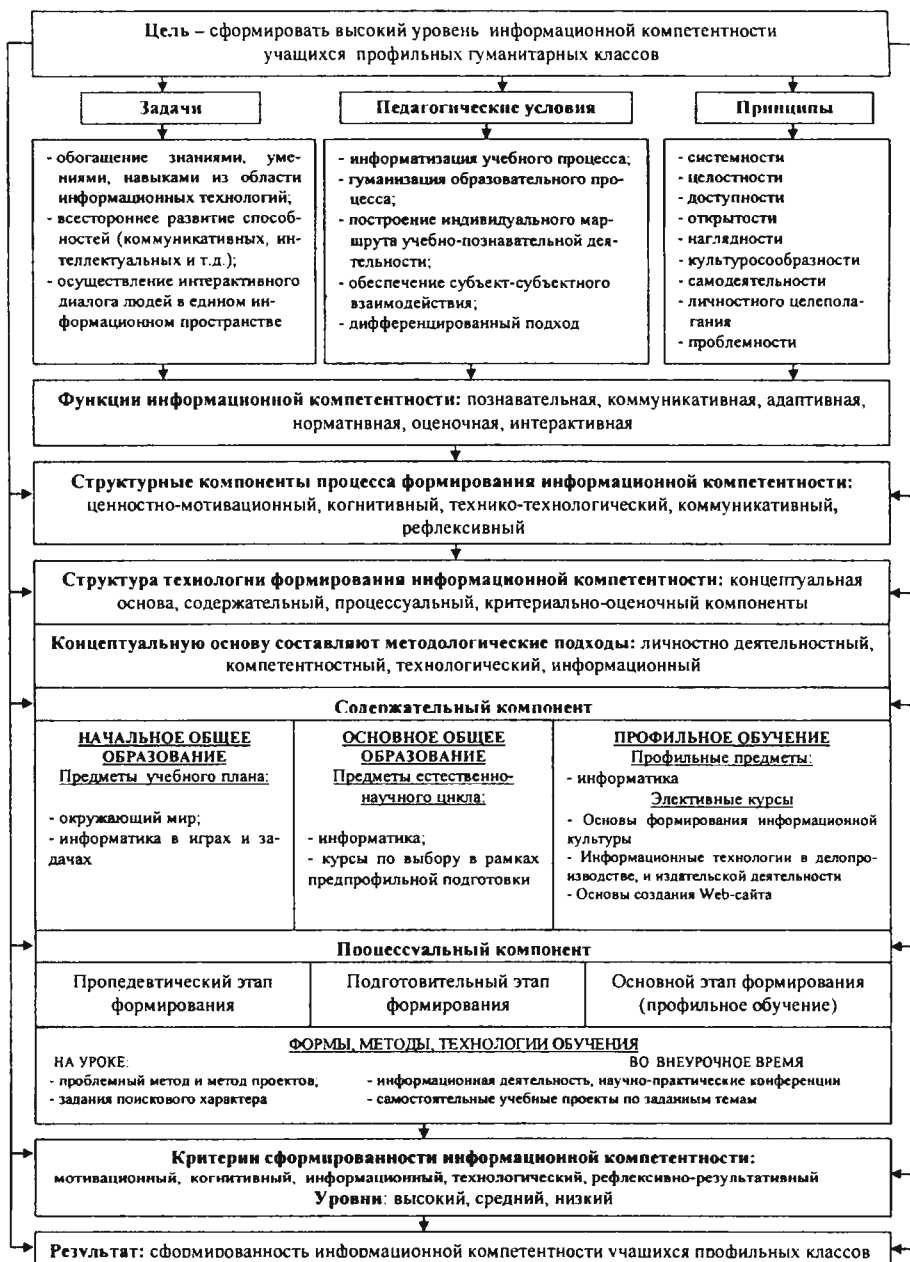 Цель – сформировать высокий уровень информационной компетентности
учащихся профильных гуманитарных классов
Задачи
- обогащение знаниями, уме-
ниями, навыками из области
информационных технологий;
- всестороннее развитие способ-
ностей (коммуникативных, ин-
теллектуальных и т.д.);
- осуществление интерактивного
диалога людей в едином ин-
формационном пространстве
Педагогические условия
- информатизация учебного процесса;
- гуманизация образовательного про-
цесса;
- построение индивидуального мар-
шрута учебно-познавательной дея-
тельности;
- обеспечение субъект-субъектного
взаимодействия;
- дифференцированный подход
Принципы
- системности
- целостности
- доступности
- открытости
- наглядности
- культуросообразности
- самодеятельности
- личностного целепола-
гания
- проблемности
Функции информационной компетентности: познавательная, коммуникативная, адаптивная,
нормативная, оценочная, интерактивная
Структурные компоненты процесса формирования информационной компетентности:
ценностно-мотивационный, когнитивный, технико-технологический, коммуникативный,
рефлексивный
Структура технологии формирования информационной компетентности: концептуальная
основа, содержательный, процессуальный, критериально-оценочный компоненты
Концептуальную основу составляют методологические подходы: личностно деятельностный,
компетентностный, технологический, информационный
Содержательный компонент
НАЧАЛЬНОЕ ОБЩЕЕ
ОБРАЗОВАНИЕ
Предметы учебного плана:
- окружающий мир;
- информатика в играх и за-
дачах
ОСНОВНОЕ ОБЩЕЕ
ОБРАЗОВАНИЕ
Предметы естественно-
научного цикла:
- информатика;
- курсы по выбору в рамках
предпрофильной подготовки
ПРОФИЛЬНОЕ ОБУЧЕНИЕ
Профильные предметы:
- информатика
Элективные курсы
- Основы формирования информационной
культуры
- Информационные технологии в делопро-
изводстве, и издательской деятельности
- Основы создания Web-сайта
Процессуальный компонент
Пропедевтический этап
формирования
Подготовительный этап
формирования
Основной этап формирования
(профильное обучение)
ФОРМЫ, МЕТОДЫ, ТЕХНОЛОГИИ ОБУЧЕНИЯ
НА УРОКЕ:
- проблемный метод и метод проектов;
- задания поискового характера
ВО ВНЕУРОЧНОЕ ВРЕМЯ
- информационная деятельность, научно-практические конференции
- самостоятельные учебные проекты по заданным темам
Критерии сформированности информационной компетентности:
мотивационный, когнитивный, информационный, технологический, рефлексивно-результативный
Уровни: высокий, средний, низкий
Результат: сформированность информационной компетентности учащихся профильных классов